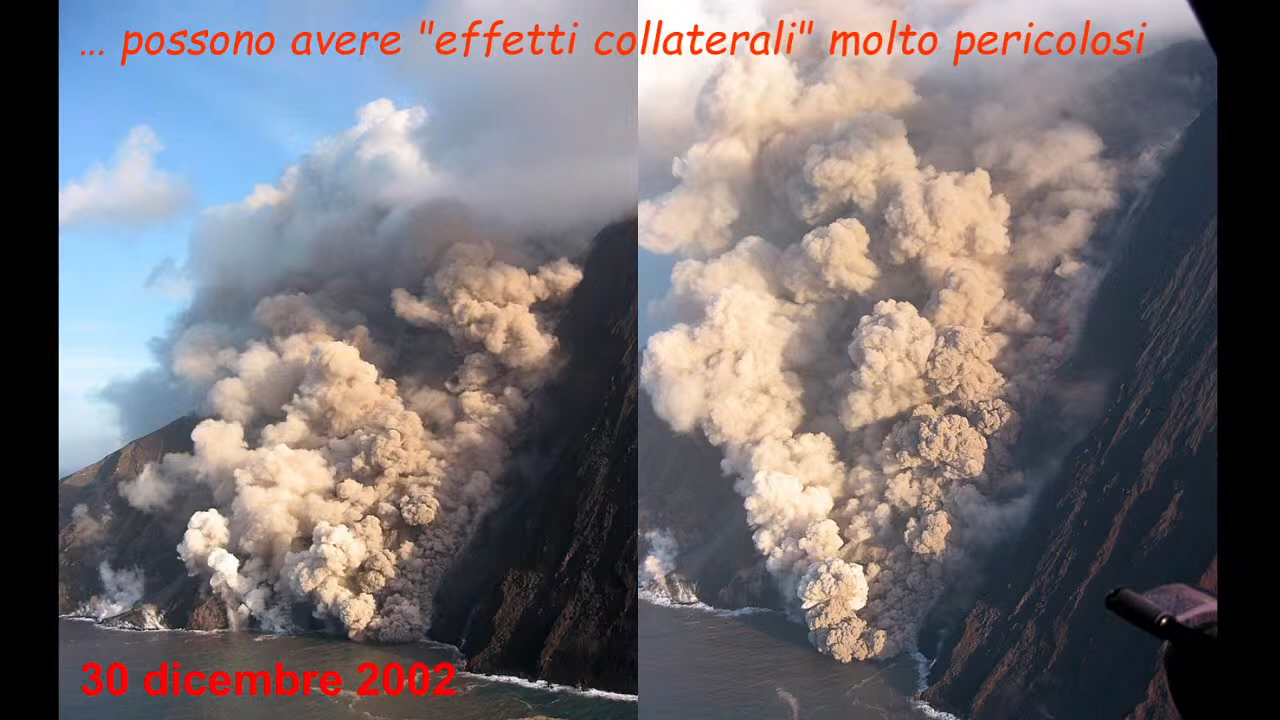 ... possono avere "effetti collaterali" molto pericolosi
30 dicembre 2002